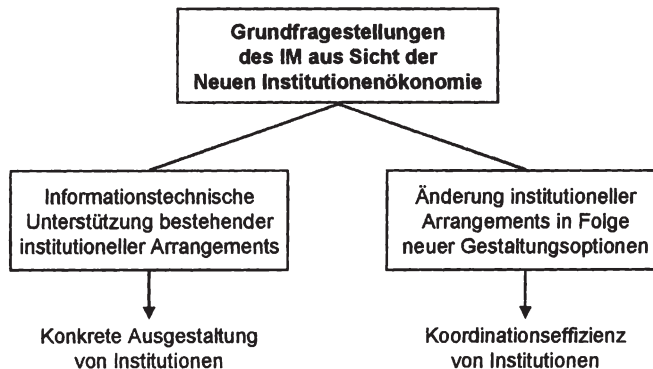 Grundfragestellungen
des IM aus Sicht der
Neuen Institutionenökonomie
Informationstechnische
Unterstützung bestehender
institutioneller Arrangements
Änderung institutioneller
Arrangements in Folge
neuer Gestaltungsoptionen
Konkrete Ausgestaltung
von Institutionen
Koordinationseffizienz
von Institutionen